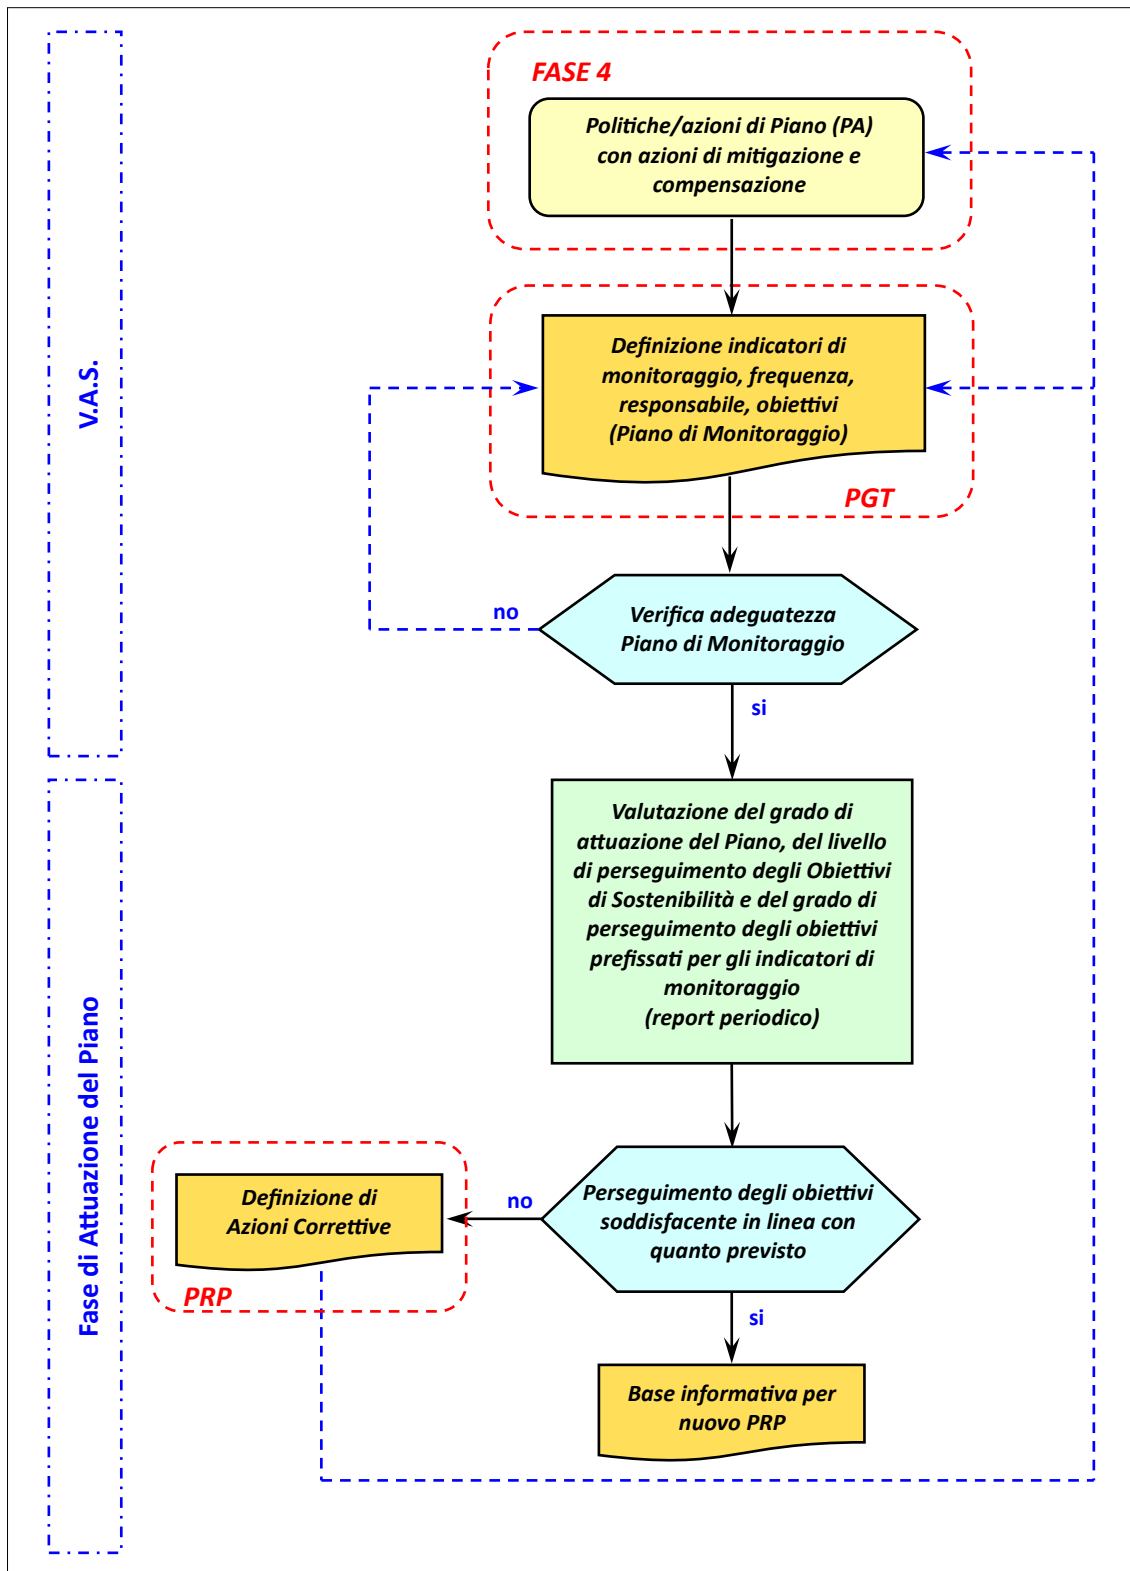 FASE 4
Politiche/azioni di Piano (PA)
con azioni di mitigazione e
compensazione
V.A.S.
Definizione indicatori di
monitoraggio, frequenza,
responsabile, obiettivi
(Piano di Monitoraggio)
PGT
no
Verifica adeguatezza
Piano di Monitoraggio
si
Fase di Attuazione del Piano
Valutazione del grado di
attuazione del Piano, del livello
di perseguimento degli Obiettivi
di Sostenibilità e del grado di
perseguimento degli obiettivi
prefissati per gli indicatori di
monitoraggio
(report periodico)
Definizione di
Azioni Correttive
PRP
no
Perseguimento degli obiettivi
soddisfacente in linea con
quanto previsto
si
Base informativa per
nuovo PRP